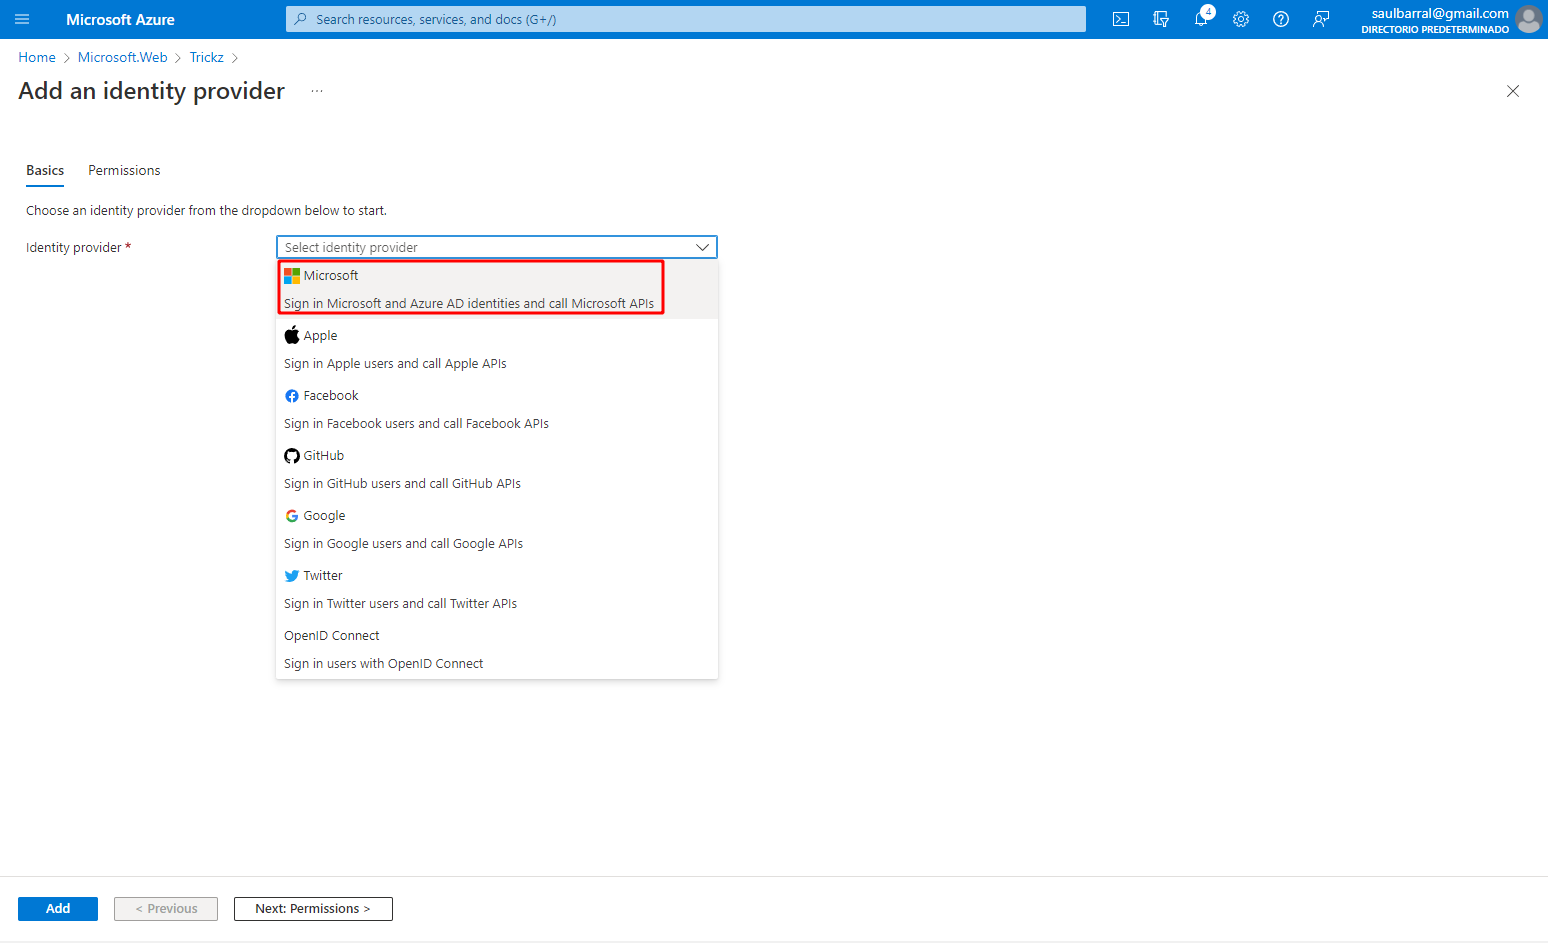 Microsoft Azure
Search resources, services, and docs (G+/)
4
saulbarral@gmail.com
DIRECTORIO PREDETERMINADO
Home > Microsoft.Web > Trickz >
Add an identity provider ...
Basics Permissions
Choose an identity provider from the dropdown below to start.
Identity provider *
Select identity provider
Microsoft
Sign in Microsoft and Azure AD identities and call Microsoft APIs
Apple
Sign in Apple users and call Apple APIs
Facebook
Sign in Facebook users and call Facebook APIs
GitHub
Sign in GitHub users and call GitHub APIs
Google
Sign in Google users and call Google APIs
Twitter
Sign in Twitter users and call Twitter APIs
OpenID Connect
Sign in users with OpenID Connect
Add
< Previous
Next: Permissions >